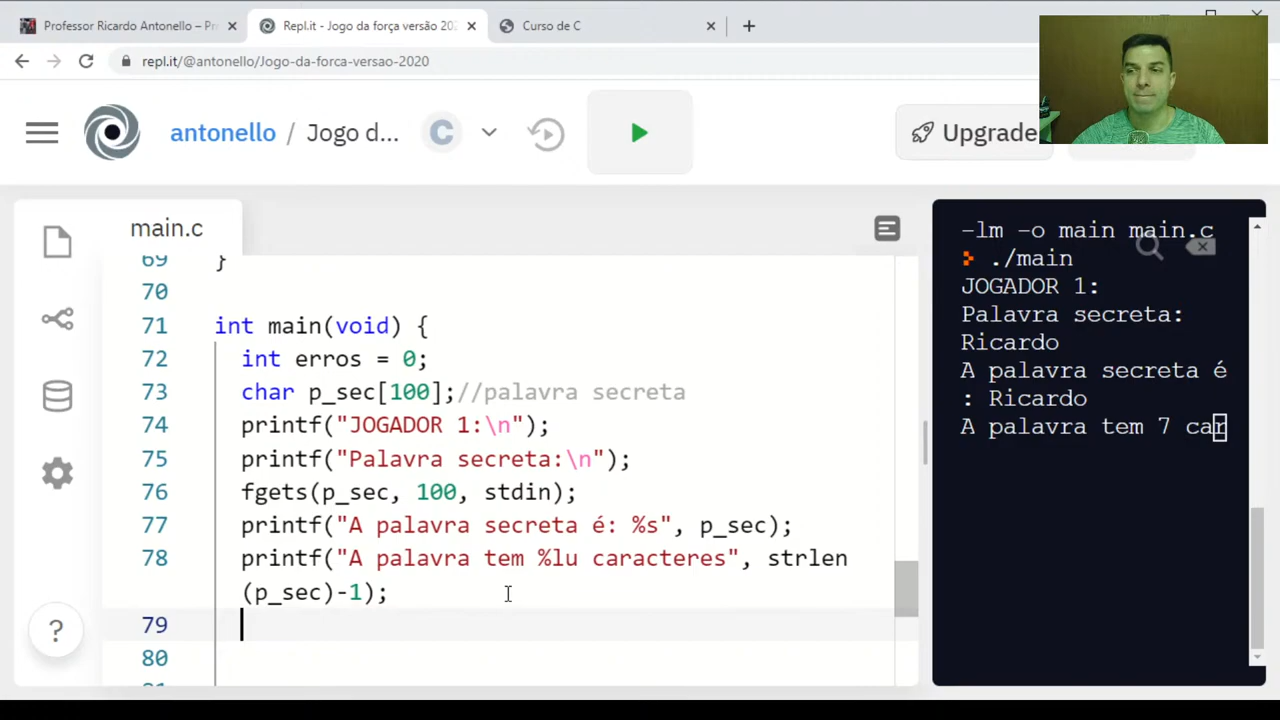 Professor Ricardo Antonello – Pr
Repl.it - Jogo da força versão 202
Curso de C
repl.it/@antonello/Jogo-da-forca-versao-2020
antonello / Jogo d...
C
Upgrade
main.c
69 }
70
71 int main(void) {
72 int erros = 0;
73 char p_sec[100];//palavra secreta
74 printf("JOGADOR 1:\n");
75 printf("Palavra secreta:\n");
76 fgets(p_sec, 100, stdin);
77 printf("A palavra secreta é: %s", p_sec);
78 printf("A palavra tem %lu caracteres", strlen
(p_sec)-1);
79
80
?
-lm -o main main.c
./main
JOGADOR 1:
Palavra secreta:
Ricardo
A palavra secreta é
: Ricardo
A palavra tem 7 car